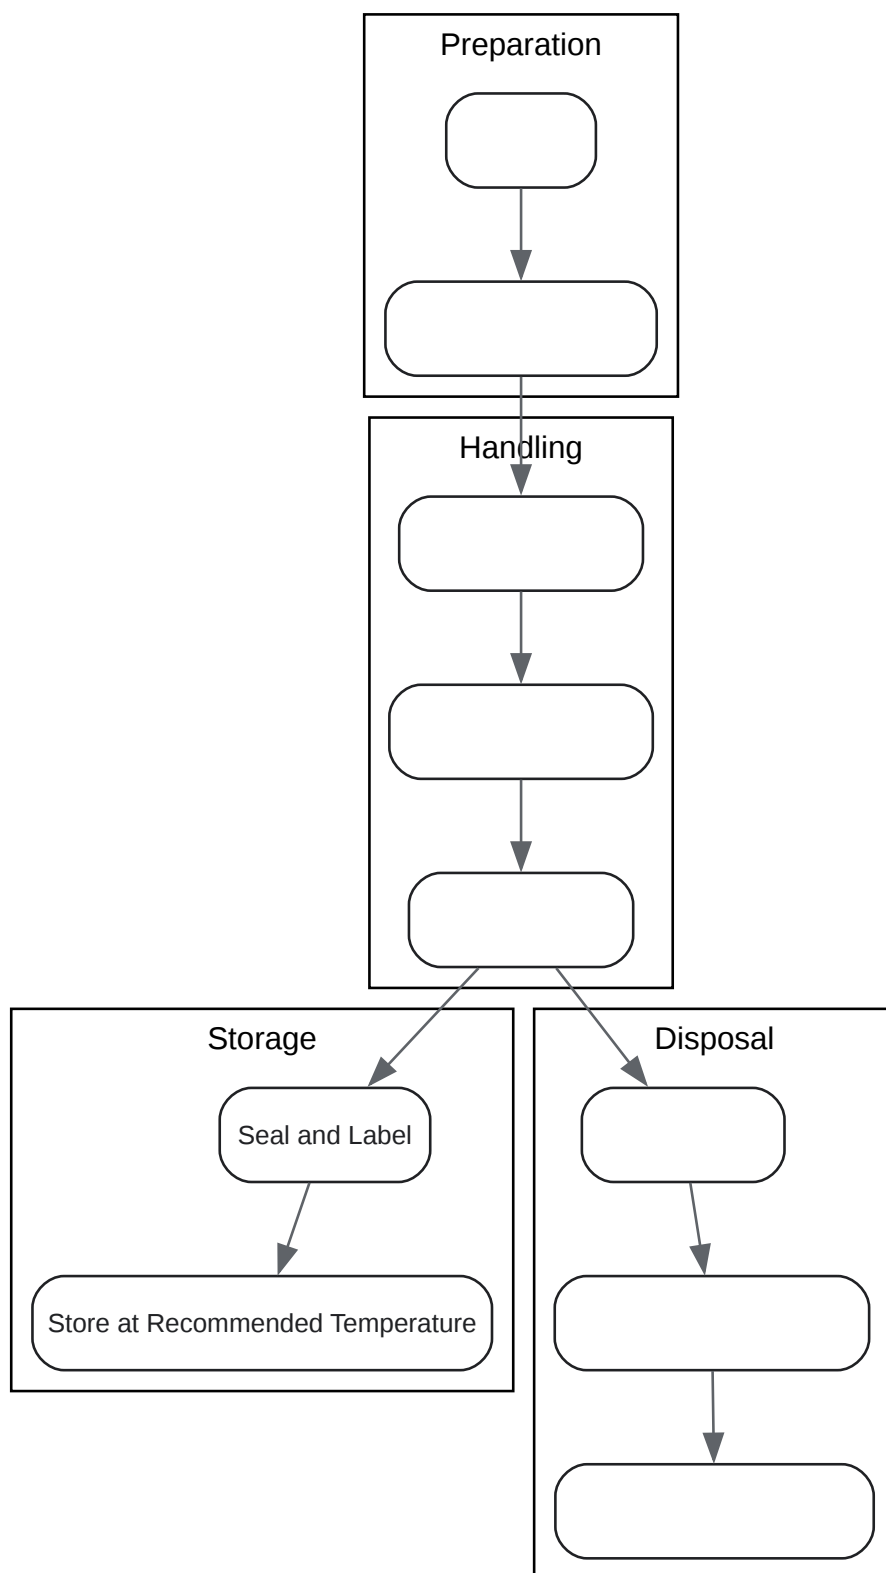 Preparation
Handling
Storage
Disposal
Seal and Label
Store at Recommended Temperature